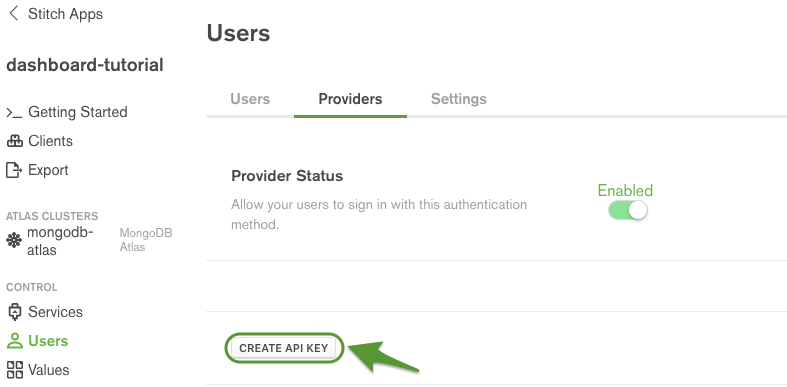 Stitch Apps
dashboard-tutorial
Getting Started
Clients
Export
ATLAS CLUSTERS
mongodb-
atlas
MongoDB
Atlas
CONTROL
Services
Users
Values
Users
Users Providers Settings
Provider Status
Allow your users to sign in with this authentication
method.
Enabled
CREATE API KEY